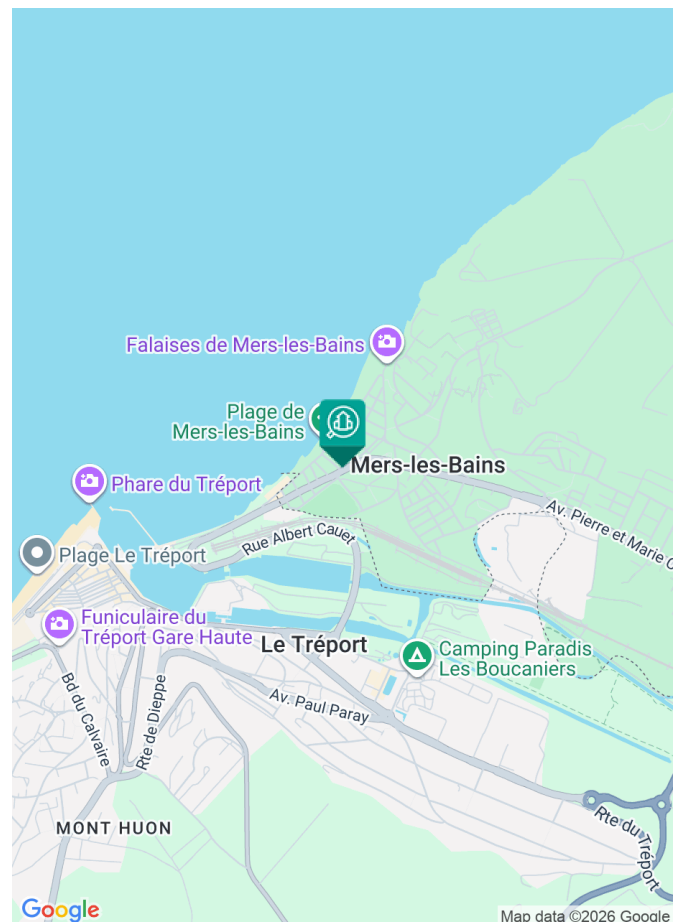 Falaises de Mers-les-Bains
Plage de
Mers-les-Bains
Mers-les-Bains
Phare du Tréport
Av. Pierre et Marie C
Rue Albert Cauet
Plage Le Tréport
Funiculaire du
Tréport Gare Haute
Le Tréport
Camping Paradis
Les Boucaniers
Bd du Calvaire
Rte de Dieppe
Av. Paul Paray
Rte du Tréport
MONT HUON
Google
Map data ©2026 Google